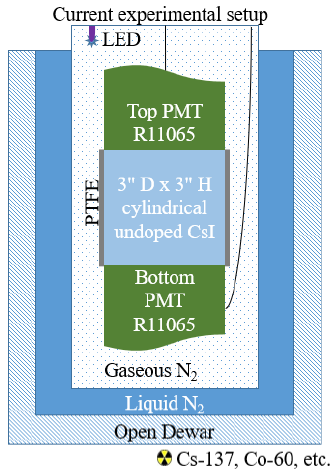 Current experimental setup
LED
Top PMT
R11065
PTFE
3" D x 3" H
cylindrical
undoped CsI
Bottom
PMT
R11065
Gaseous N₂
Liquid N₂
Open Dewar
Cs-137, Co-60, etc.